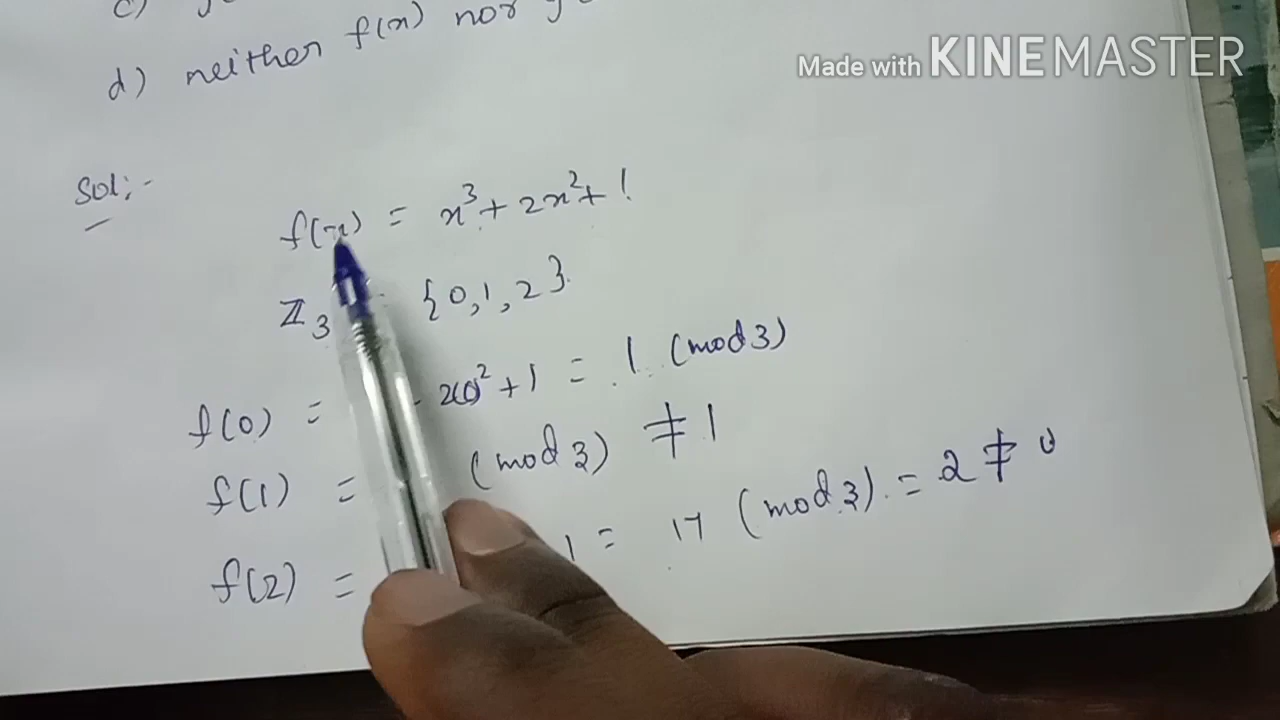 c)
d) neither f(x) nor
Made with KINEMASTER
Sol:-
f(x) = x³ + 2x² + 1
ℤ₃ {0, 1, 2}
f(0) = 2(0)² + 1 = 1 (mod 3)
f(1) = (mod 3) ≠ 1
f(2) = 1 = 17 (mod 3) = 2 ≠ 0